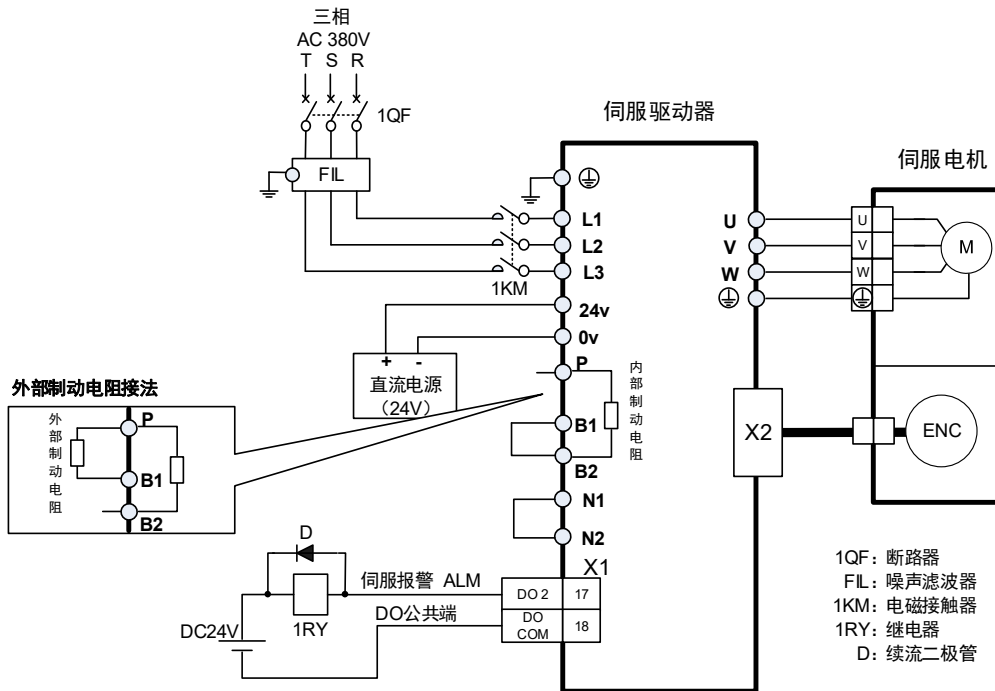 三相
AC 380V
T S R
1QF
FIL
伺服驱动器
伺服电机
L1
L2
L3
1KM
24v
0v
+ -
直流电源
（24V）
P
B1
B2
内部制动电阻
N1
N2
U
V
W
U
V
W
M
X2
ENC
外部制动电阻接法
外部制动电阻
P
B1
B2
D
1RY
DC24V
伺服报警 ALM
DO公共端
X1
DO 2 17
DO COM 18
1QF：断路器
FIL：噪声滤波器
1KM：电磁接触器
1RY：继电器
D：续流二极管